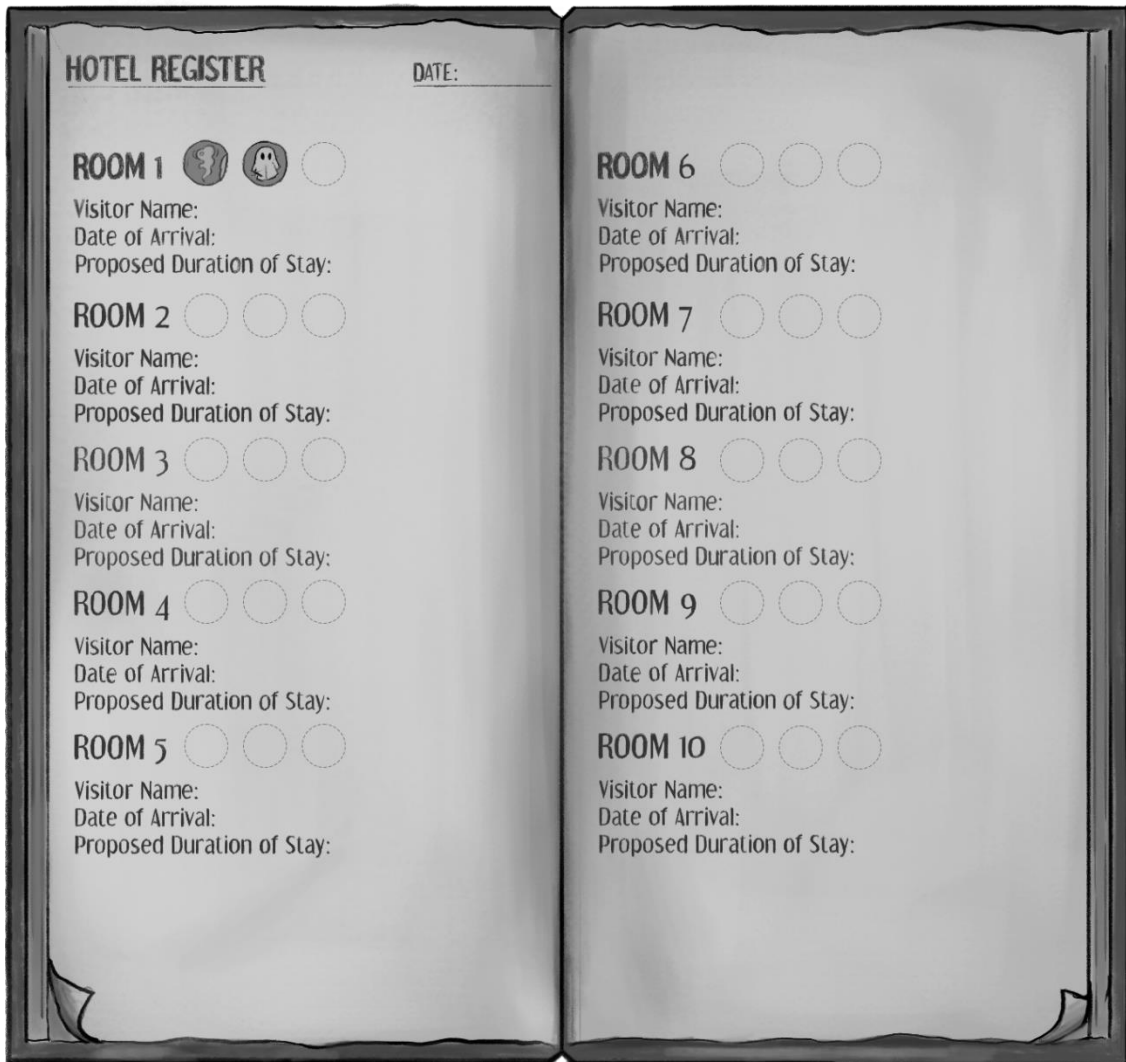 HOTEL REGISTER
DATE:
ROOM 1
Visitor Name:
Date of Arrival:
Proposed Duration of Stay:
ROOM 2
Visitor Name:
Date of Arrival:
Proposed Duration of Stay:
ROOM 3
Visitor Name:
Date of Arrival:
Proposed Duration of Stay:
ROOM 4
Visitor Name:
Date of Arrival:
Proposed Duration of Stay:
ROOM 5
Visitor Name:
Date of Arrival:
Proposed Duration of Stay:
ROOM 6
Visitor Name:
Date of Arrival:
Proposed Duration of Stay:
ROOM 7
Visitor Name:
Date of Arrival:
Proposed Duration of Stay:
ROOM 8
Visitor Name:
Date of Arrival:
Proposed Duration of Stay:
ROOM 9
Visitor Name:
Date of Arrival:
Proposed Duration of Stay:
ROOM 10
Visitor Name:
Date of Arrival:
Proposed Duration of Stay: